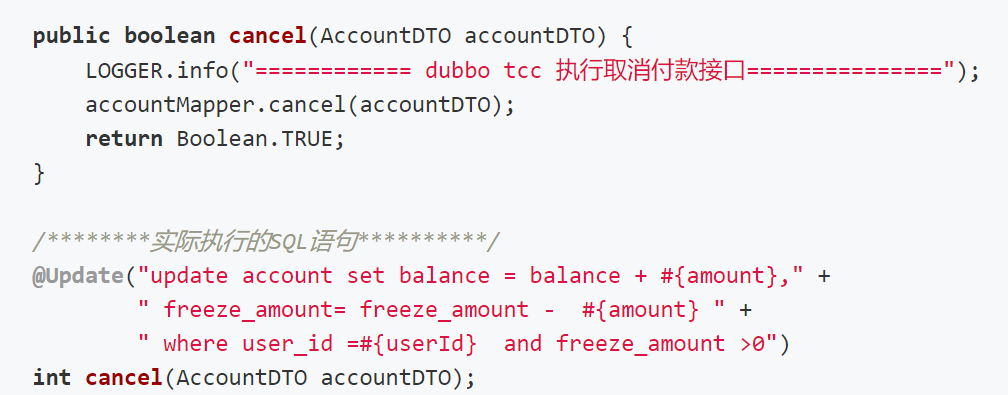 public boolean cancel(AccountDTO accountDTO) {
    LOGGER.info("============ dubbo tcc 执行取消付款接口===============");
    accountMapper.cancel(accountDTO);
    return Boolean.TRUE;
}

/********实际执行的SQL语句**********/
@Update("update account set balance = balance + #{amount}," +
        " freeze_amount= freeze_amount -  #{amount} " +
        " where user_id =#{userId}  and freeze_amount >0")
int cancel(AccountDTO accountDTO);